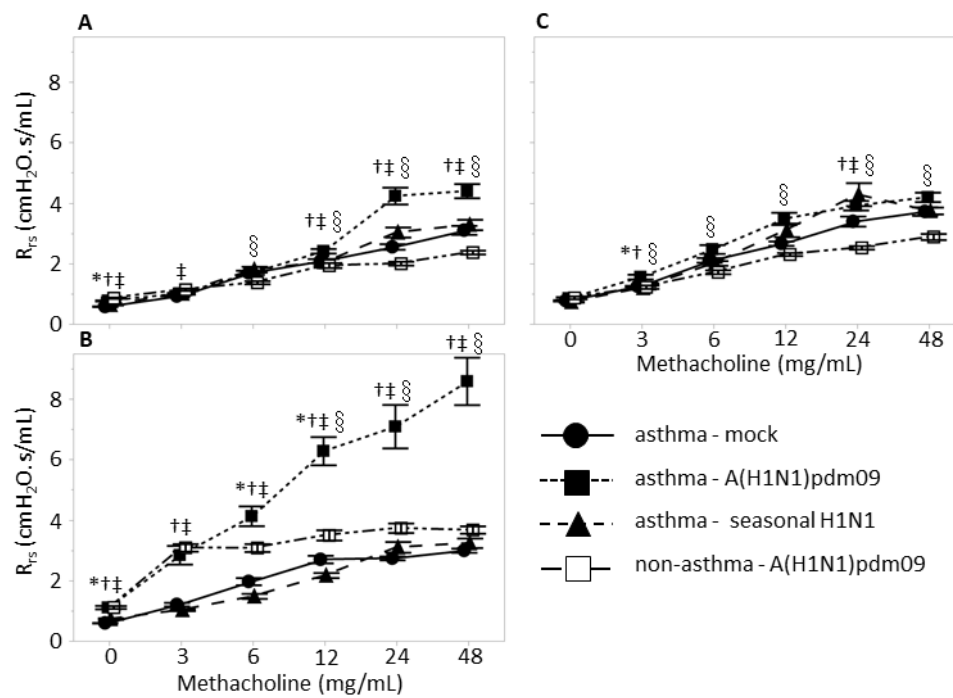 A
8
6
4
2
0
R_rs (cmH₂O.s/mL)
*†‡
‡
§
†‡ §
†‡ §
†‡ §
B
8
6
4
2
0
R_rs (cmH₂O.s/mL)
*†‡
†‡
*†‡
*†‡ §
†‡ §
†‡ §
0 3 6 12 24 48
Methacholine (mg/mL)
C
*† §
§
§
†‡ §
§
0 3 6 12 24 48
Methacholine (mg/mL)
asthma - mock
asthma - A(H1N1)pdm09
asthma - seasonal H1N1
non-asthma - A(H1N1)pdm09